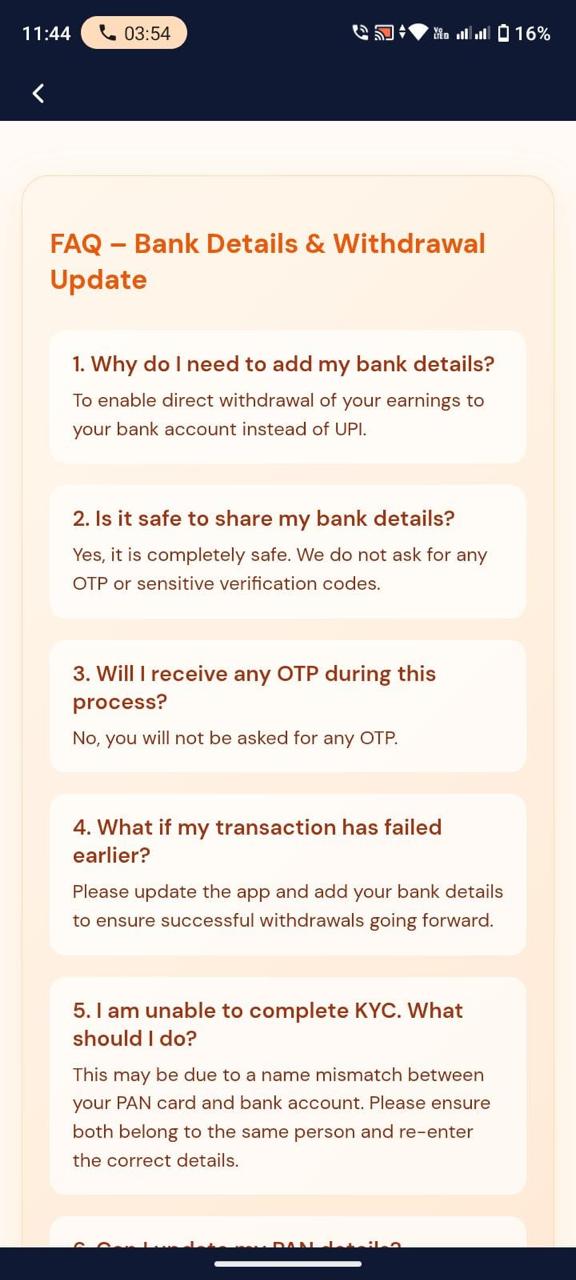 11:44 03:54 16%
FAQ – Bank Details & Withdrawal
Update
1. Why do I need to add my bank details?
To enable direct withdrawal of your earnings to
your bank account instead of UPI.
2. Is it safe to share my bank details?
Yes, it is completely safe. We do not ask for any
OTP or sensitive verification codes.
3. Will I receive any OTP during this
process?
No, you will not be asked for any OTP.
4. What if my transaction has failed
earlier?
Please update the app and add your bank details
to ensure successful withdrawals going forward.
5. I am unable to complete KYC. What
should I do?
This may be due to a name mismatch between
your PAN card and bank account. Please ensure
both belong to the same person and re-enter
the correct details.
6. Can I update my PAN details?